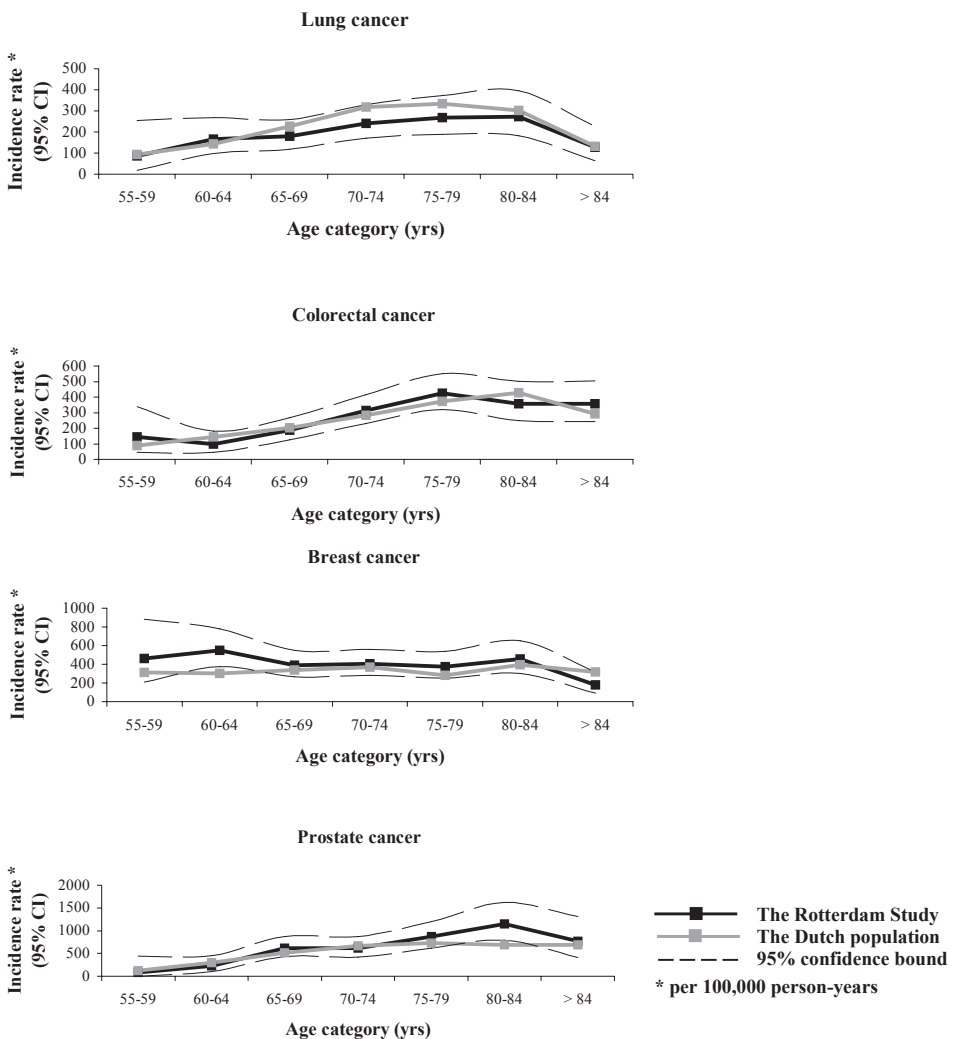 Lung cancer
Incidence rate *
(95% CI)
500
400
300
200
100
0
55-59 60-64 65-69 70-74 75-79 80-84 > 84
Age category (yrs)
Colorectal cancer
Incidence rate *
(95% CI)
600
500
400
300
200
100
0
55-59 60-64 65-69 70-74 75-79 80-84 > 84
Age category (yrs)
Breast cancer
Incidence rate *
(95% CI)
1000
800
600
400
200
0
55-59 60-64 65-69 70-74 75-79 80-84 > 84
Age category (yrs)
Prostate cancer
Incidence rate *
(95% CI)
2000
1500
1000
500
0
55-59 60-64 65-69 70-74 75-79 80-84 > 84
Age category (yrs)
The Rotterdam Study
The Dutch population
95% confidence bound
* per 100,000 person-years